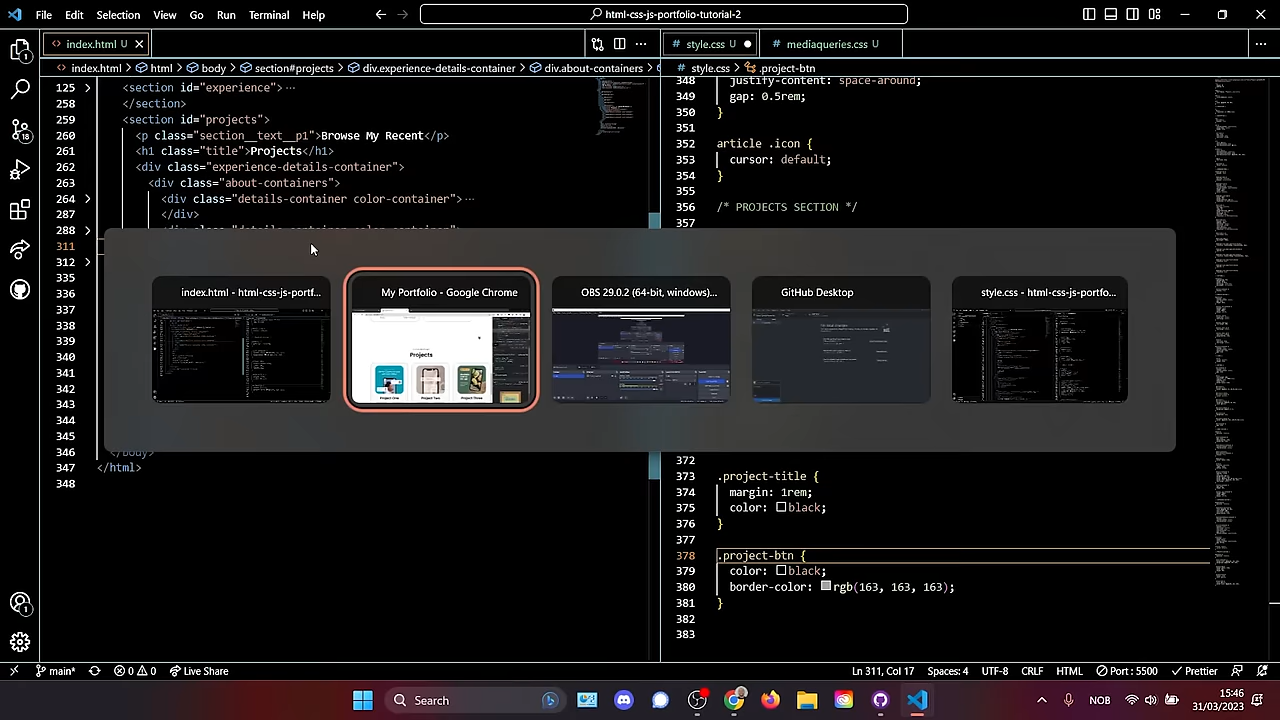 File Edit Selection View Go Run Terminal Help
html-css-js-portfolio-tutorial-2
index.html U
style.css U
mediaqueries.css U
index.html > html > body > section#projects > div.experience-details-container > div.about-containers
style.css > .project-btn
125 <section id="experience">
258 </section>
259 <section id="projects">
260 <p class="section__text__p1">Browse My Recent</p>
261 <h1 class="title">Projects</h1>
262 <div class="experience-details-container">
263 <div class="about-containers">
264 <div class="details-container color-container">
287 </div>
288
311
312
335
336
337
338
339
340
341
342
343
344
345
346 </body>
347 </html>
348
348 justify-content: space-around;
349 gap: 0.5rem;
350 }
351
352 article .icon {
353 cursor: default;
354 }
355
356 /* PROJECTS SECTION */
357
index.html - html-css-js-portf...
My Portfolio - Google Chr...
OBS 29.0.2 (64-bit, windows)...
style.css - html-css-js-portfo...
Projects
Project One
Project Two
Project Three
372
373 .project-title {
374 margin: 1rem;
375 color: black;
376 }
377
378 .project-btn {
379 color: black;
380 border-color: rgb(163, 163, 163);
381 }
382
383
main*
0 0
Live Share
Ln 311, Col 17
Spaces: 4
UTF-8
CRLF
HTML
Port : 5500
Prettier
Search
NOB
15:46
31/03/2023